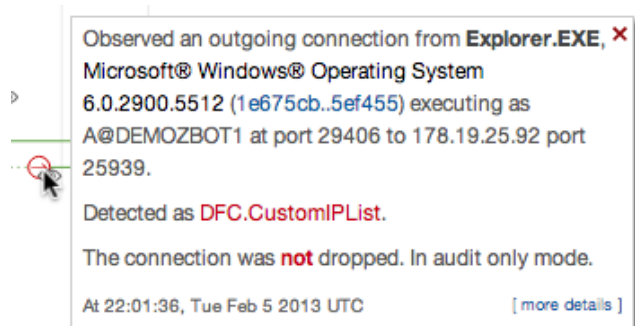 Observed an outgoing connection from Explorer.EXE, ×
Microsoft® Windows® Operating System
6.0.2900.5512 (1e675cb..5ef455) executing as
A@DEMOZBOT1 at port 29406 to 178.19.25.92 port
25939.
Detected as DFC.CustomIPList.
The connection was not dropped. In audit only mode.
At 22:01:36, Tue Feb 5 2013 UTC [ more details ]